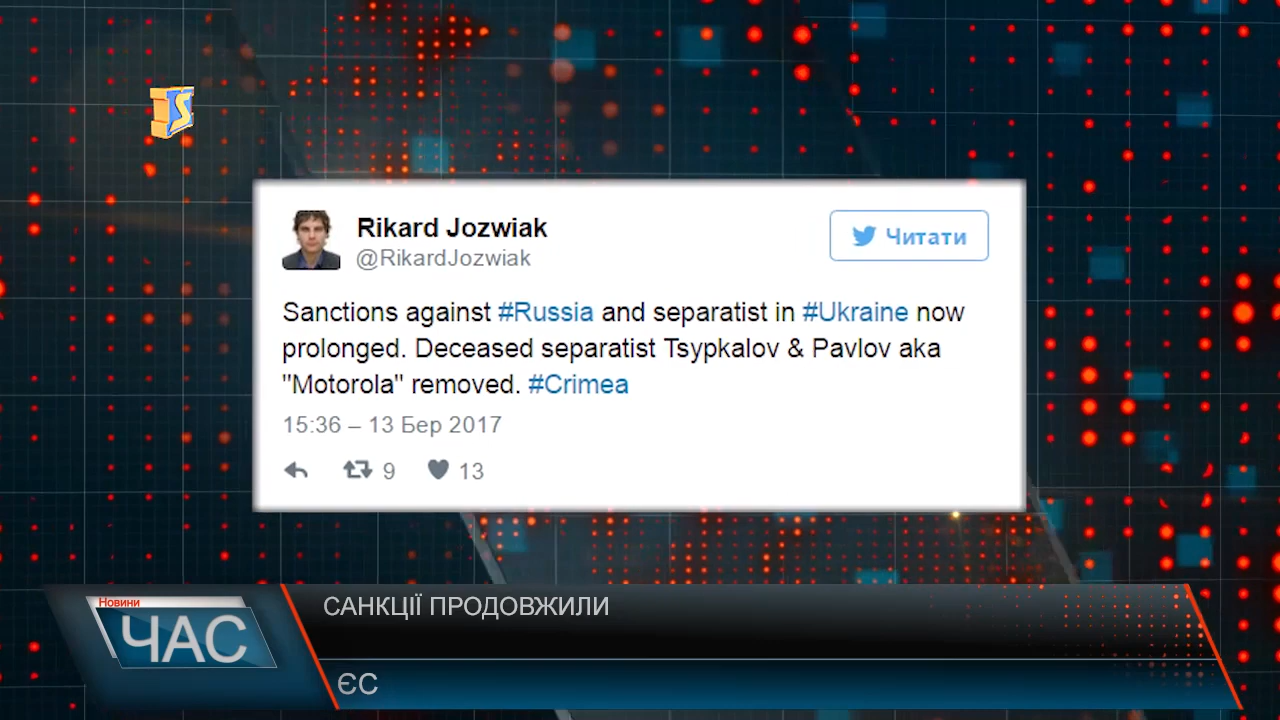 S
Rikard Jozwiak
@RikardJozwiak
Читати
Sanctions against #Russia and separatist in #Ukraine now
prolonged. Deceased separatist Tsypkalov & Pavlov aka
"Motorola" removed. #Crimea
15:36 – 13 Бер 2017
9 13
Новини
ЧАС
САНКЦІЇ ПРОДОВЖИЛИ
ЄС